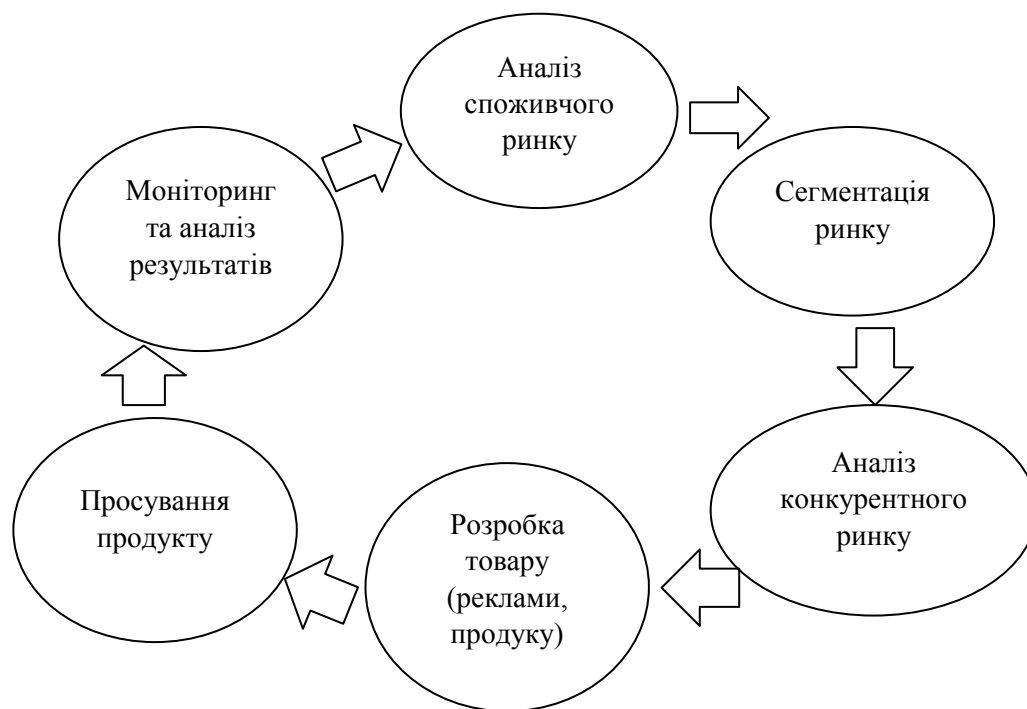 Аналіз
споживчого
ринку
Сегментація
ринку
Аналіз
конкурентного
ринку
Розробка
товару
(реклами,
продуку)
Просування
продукту
Моніторинг
та аналіз
результатів